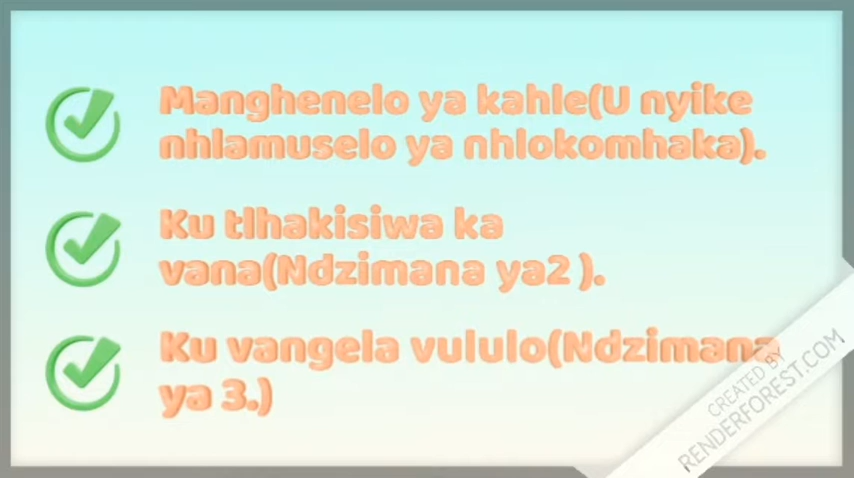 Manghenelo ya kahle(U nyike
nhlamuselo ya nhlokomhaka).
Ku tlhakisiwa ka
vana(Ndzimana ya2 ).
Ku vangela vululo(Ndzimana
ya 3.)
CREATED BY
RENDERFOREST.COM